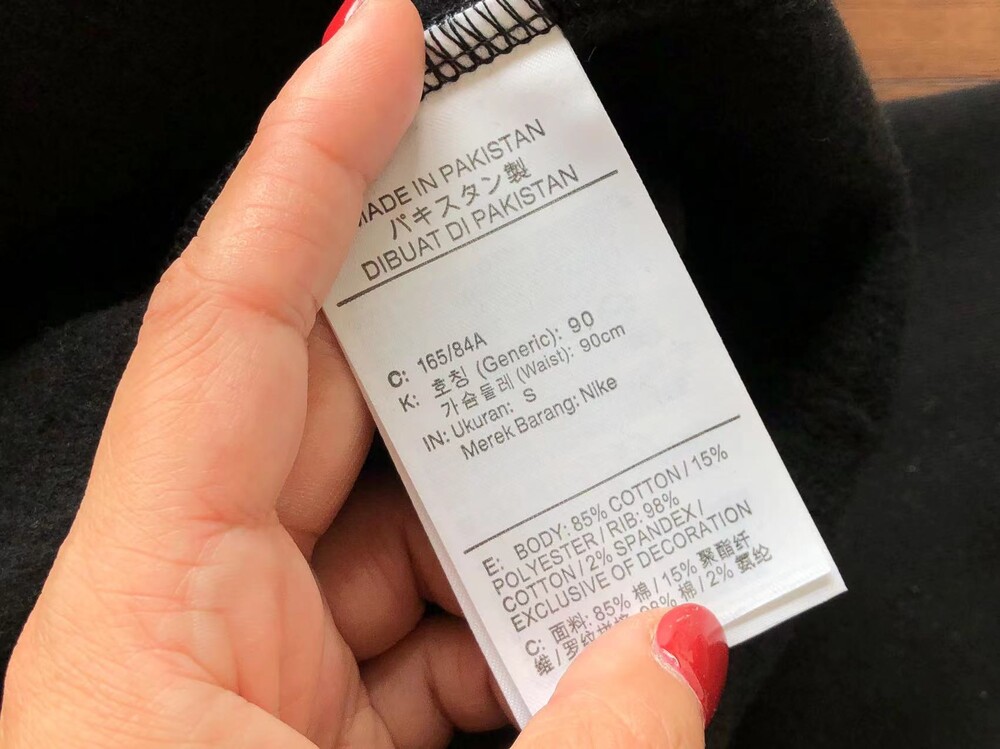 MADE IN PAKISTAN
パキスタン製
DIBUAT DI PAKISTAN
C: 165/84A
K: 호칭 (Generic): 90
가슴둘레 (Waist): 90cm
IN: Ukuran: S
Merek Barang: Nike
E: BODY: 85% COTTON / 15%
POLYESTER / RIB: 98%
COTTON / 2% SPANDEX /
EXCLUSIVE OF DECORATION
C: 面料: 85% 棉 / 15% 聚酯纤
维 / 罗纹 98% 棉 / 2% 氨纶